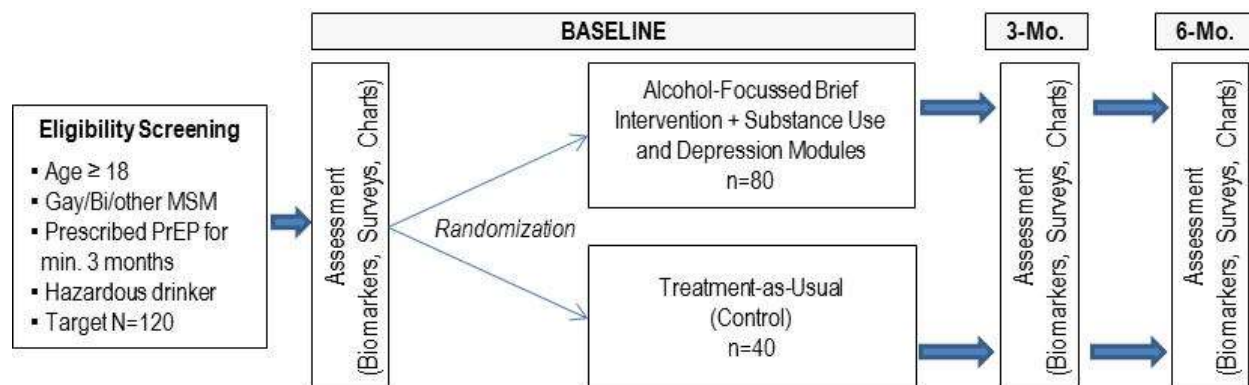 BASELINE
3-Mo.
6-Mo.
Eligibility Screening
▪ Age ≥ 18
▪ Gay/Bi/other MSM
▪ Prescribed PrEP for
min. 3 months
▪ Hazardous drinker
▪ Target N=120
Assessment
(Biomarkers, Surveys, Charts)
Randomization
Alcohol-Focussed Brief
Intervention + Substance Use
and Depression Modules
n=80
Treatment-as-Usual
(Control)
n=40
Assessment
(Biomarkers, Surveys, Charts)
Assessment
(Biomarkers, Surveys, Charts)